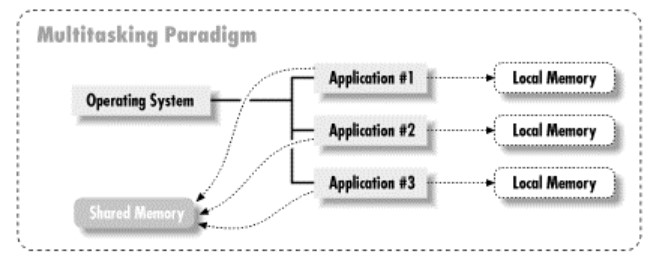 Multitasking Paradigm
Operating System
Application #1
Local Memory
Application #2
Local Memory
Application #3
Local Memory
Shared Memory